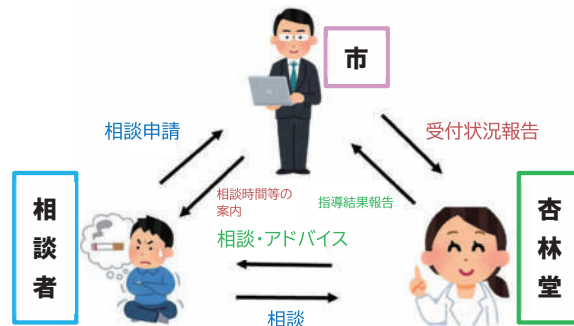 市
相談申請
受付状況報告
相談時間等の
案内
指導結果報告
相談者
杏林堂
相談・アドバイス
相談